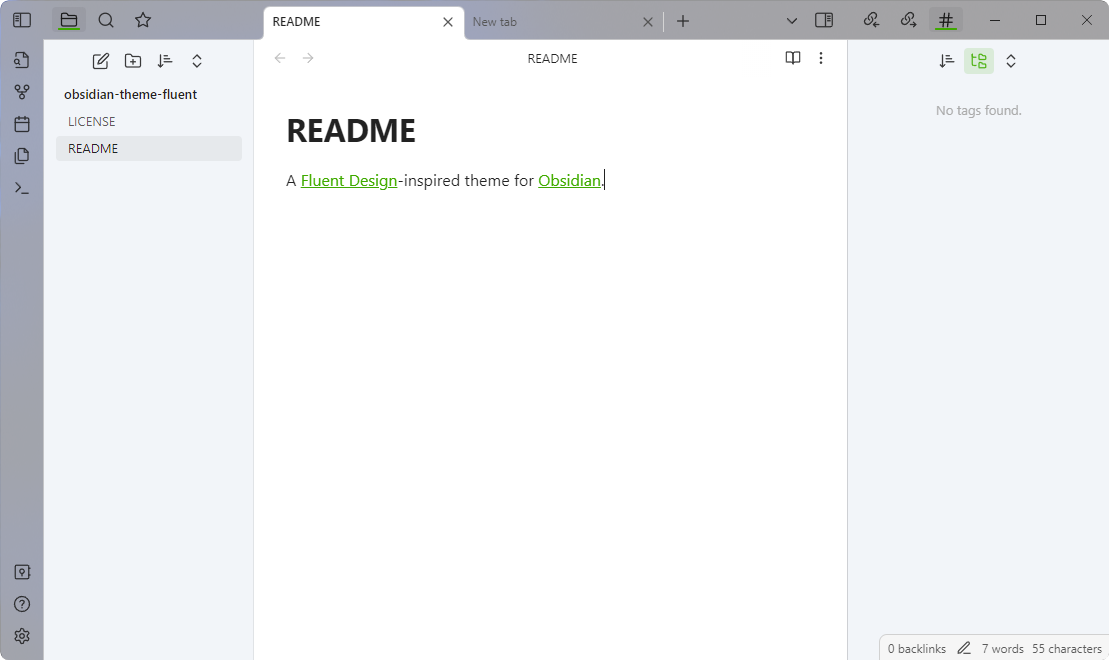 README
New tab
obsidian-theme-fluent
LICENSE
README
README
README
A Fluent Design-inspired theme for Obsidian.
No tags found.
0 backlinks 7 words 55 characters